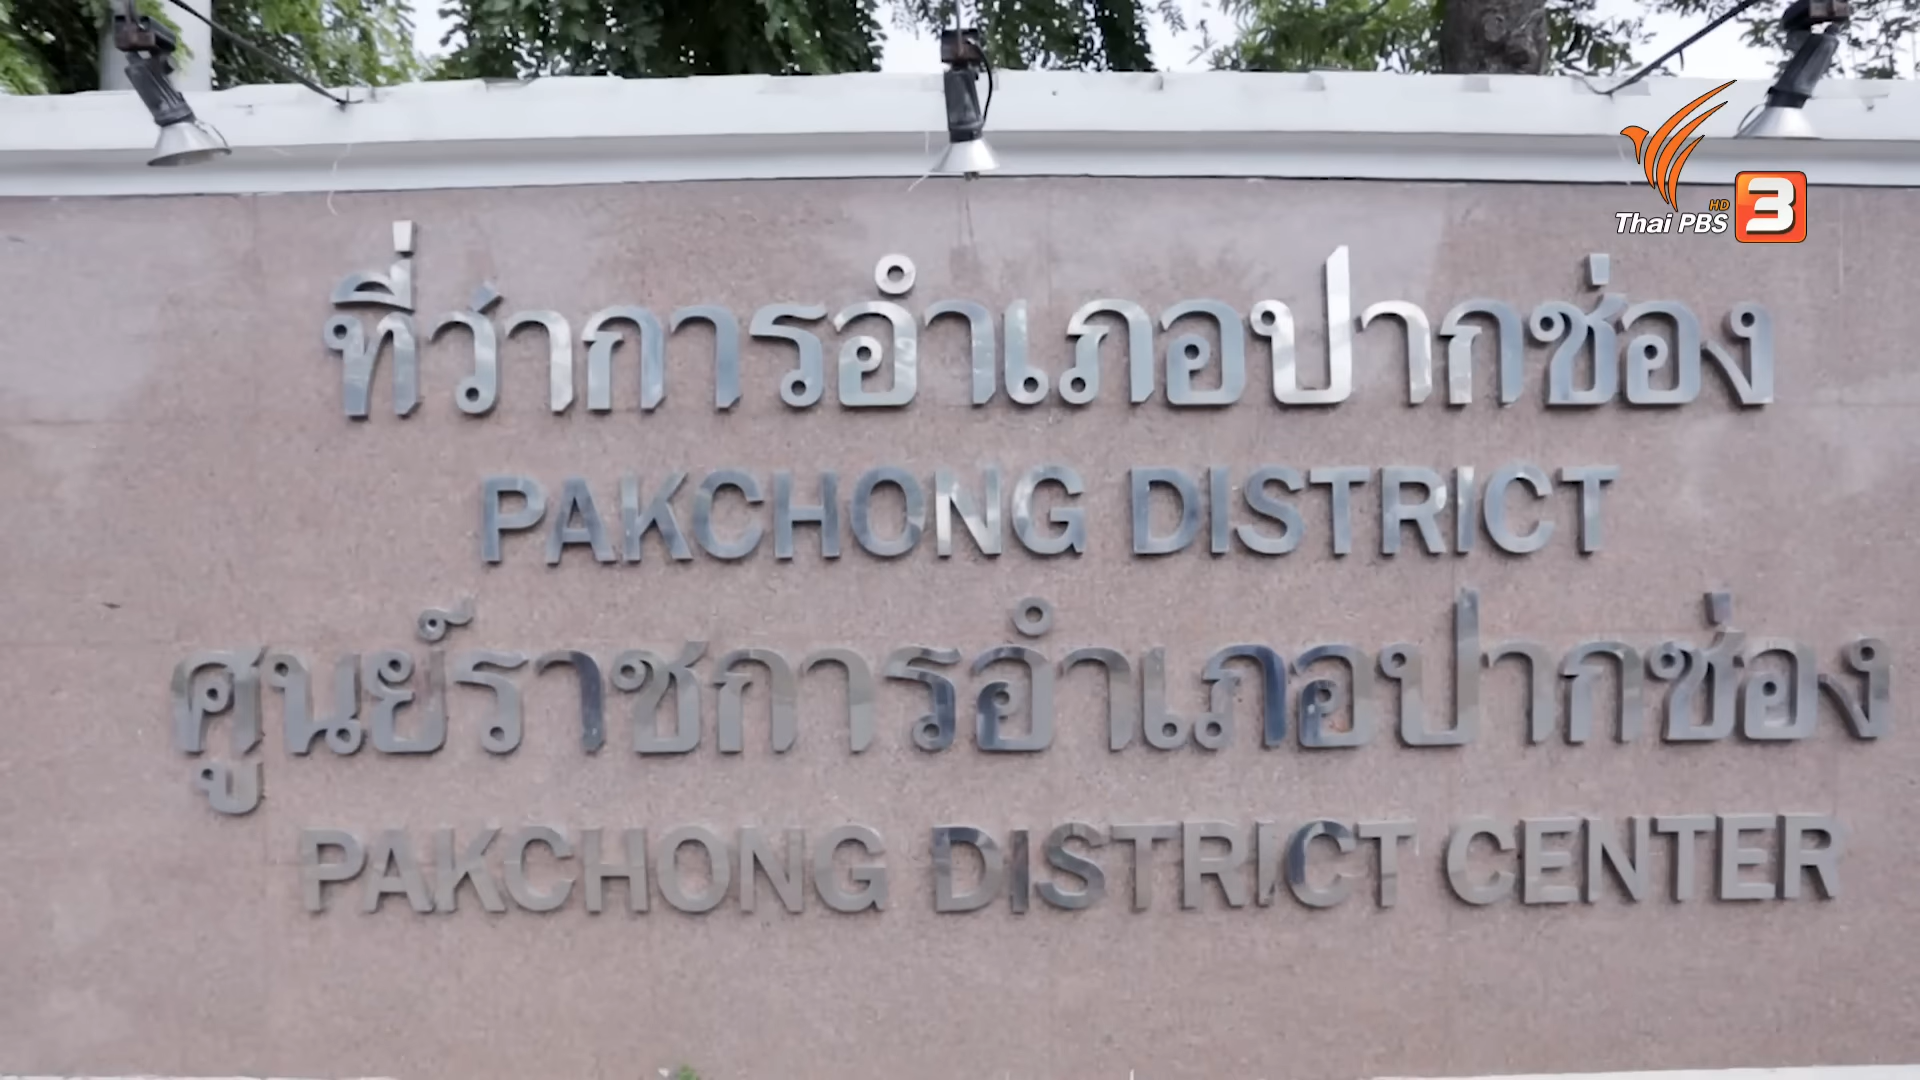 Thai PBS HD 3
ที่ว่าการอำเภอปากช่อง
PAKCHONG DISTRICT
ศูนย์ราชการอำเภอปากช่อง
PAKCHONG DISTRICT CENTER